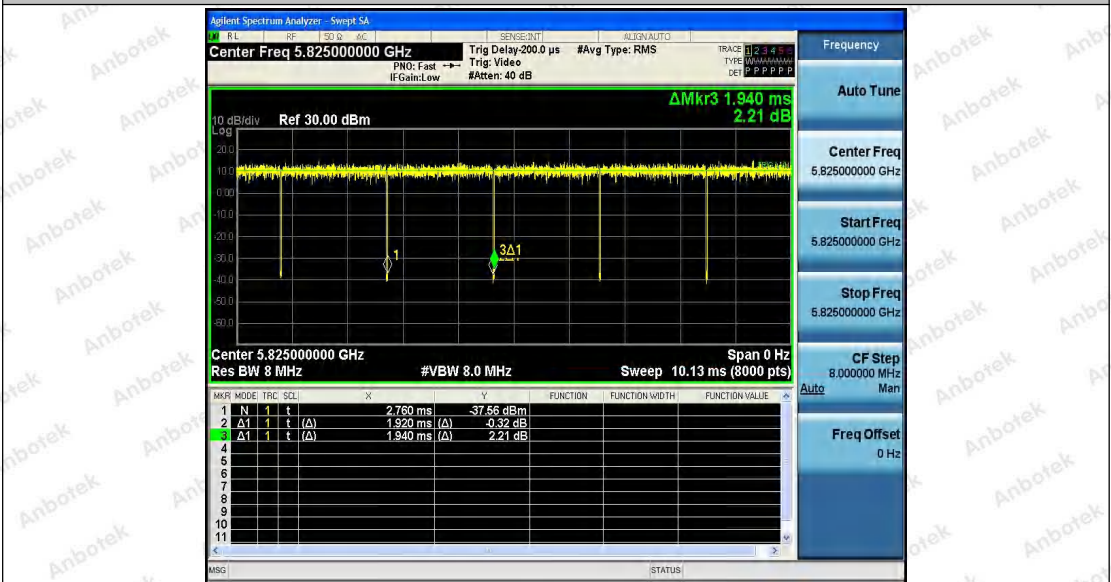 Agilent Spectrum Analyzer - Swept SA
RL RF 50 Ω AC SENSE:INT ALIGNAUTO
Center Freq 5.825000000 GHz
PNO: Fast
IFGain:Low
Trig Delay-200.0 µs
Trig: Video
#Atten: 40 dB
#Avg Type: RMS
TRACE 1 2 3 4 5 6
TYPE
DET P P P P P P
ΔMkr3 1.940 ms
2.21 dB
10 dB/div
Log
Ref 30.00 dBm
20.0
10.0
0.00
-10.0
-20.0
-30.0
-40.0
-50.0
-60.0
1
3Δ1
Center 5.825000000 GHz
Span 0 Hz
Res BW 8 MHz
#VBW 8.0 MHz
Sweep 10.13 ms (8000 pts)
MKR MODE TRC SCL X Y FUNCTION FUNCTION WIDTH FUNCTION VALUE
1 N 1 t 2.760 ms -37.56 dBm
2 Δ1 1 t (Δ) 1.920 ms (Δ) -0.32 dB
3 Δ1 1 t (Δ) 1.940 ms (Δ) 2.21 dB
4
5
6
7
8
9
10
11
MSG
STATUS
Frequency
Auto Tune
Center Freq
5.825000000 GHz
Start Freq
5.825000000 GHz
Stop Freq
5.825000000 GHz
CF Step
8.000000 MHz
Auto Man
Freq Offset
0 Hz
Anbotek